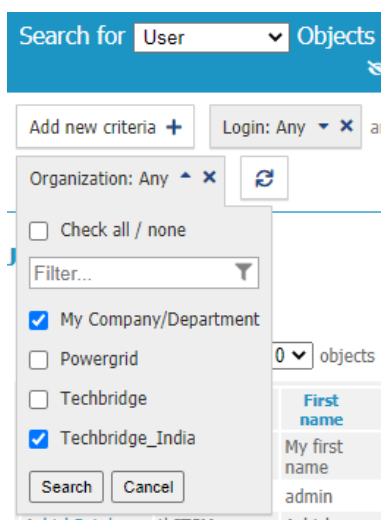 Search for User Objects
Add new criteria
Login: Any
Organization: Any
Check all / none
Filter...
My Company/Department
Powergrid
objects
Techbridge
First
name
Techbridge_India
My first
name
Search Cancel
admin